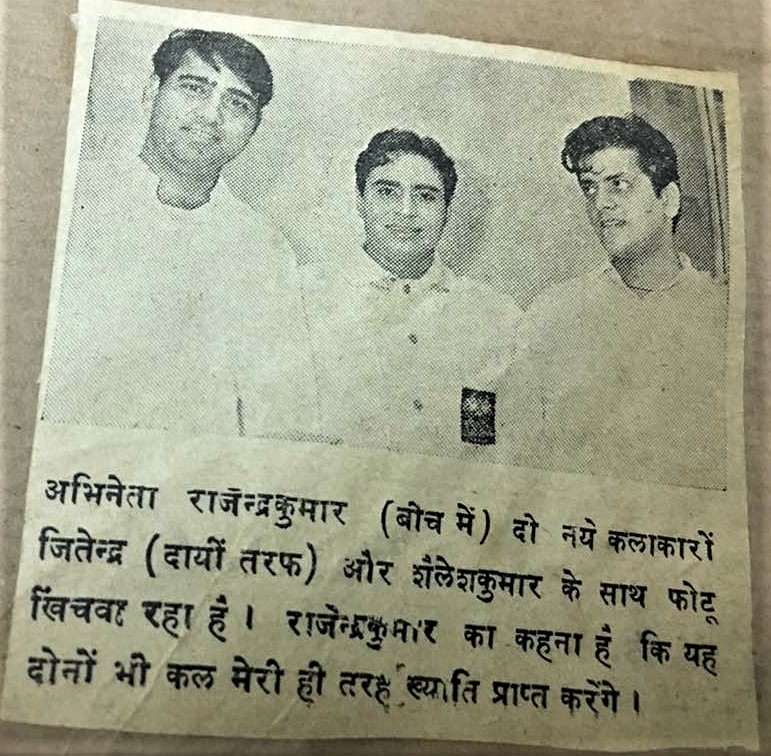 अभिनेता राजेन्द्रकुमार (बीच में) दो नये कलाकारों
जितेन्द्र (दायीं तरफ) और शैलेशकुमार के साथ फोटू
खिंचवा रहा है । राजेन्द्रकुमार का कहना है कि यह
दोनों भी कल मेरी ही तरह ख्याति प्राप्त करेंगे ।